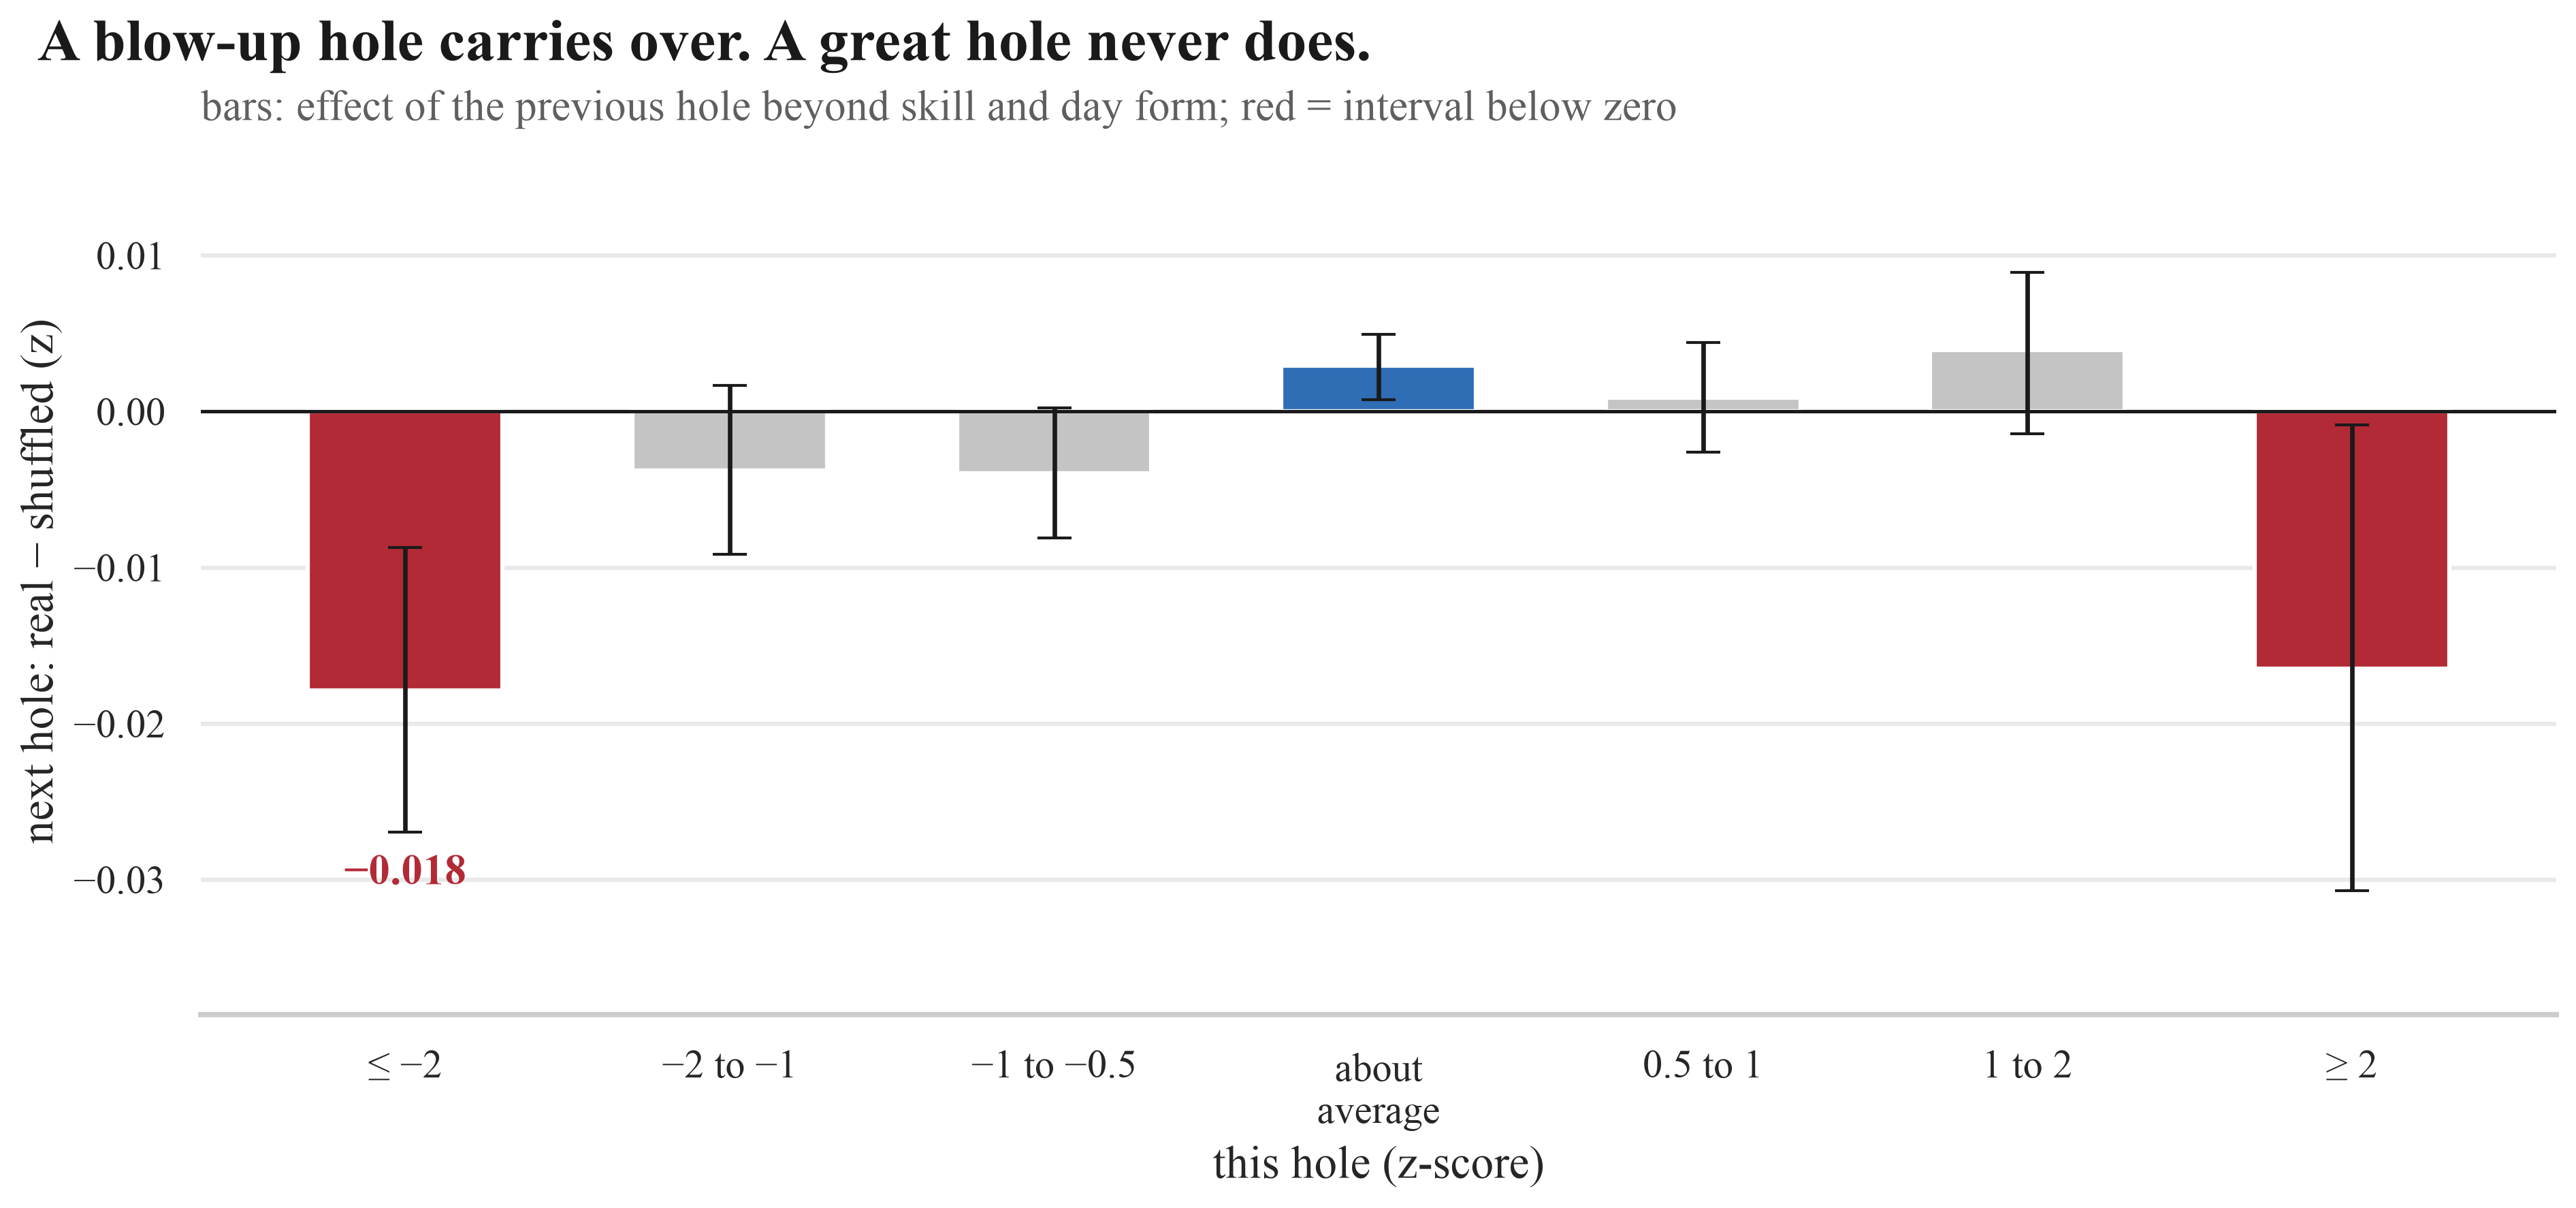 A blow-up hole carries over. A great hole never does.
bars: effect of the previous hole beyond skill and day form; red = interval below zero
next hole: real − shuffled (z)
0.01
0.00
−0.01
−0.02
−0.03
−0.018
≤ −2
−2 to −1
−1 to −0.5
about
average
0.5 to 1
1 to 2
≥ 2
this hole (z-score)